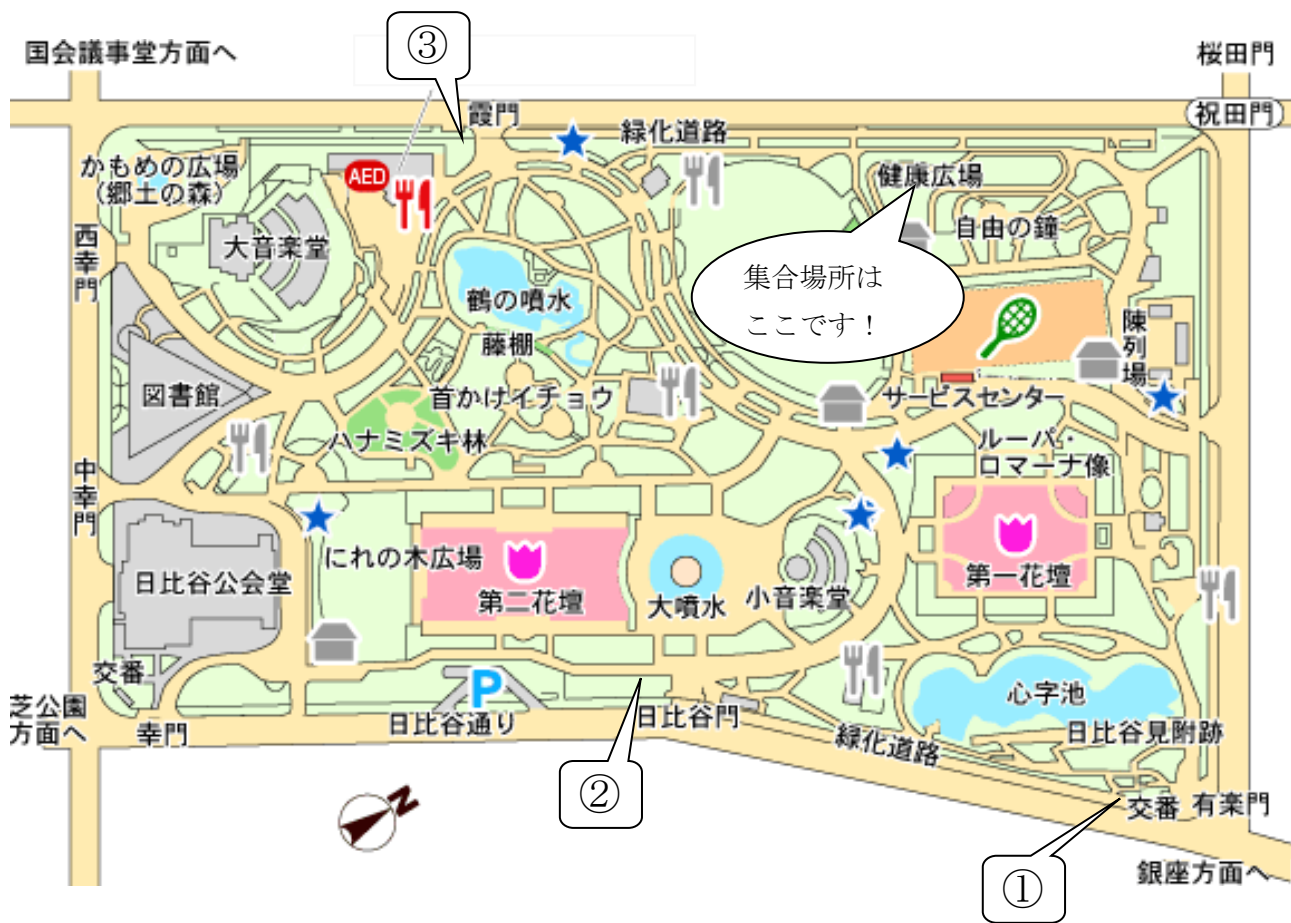 ③
国会議事堂方面へ
桜田門
霞門
祝田門
緑化道路
かもめの広場
(郷土の森)
AED
健康広場
大音楽堂
自由の鐘
西幸門
集合場所は
ここです！
鶴の噴水
陳列場
藤棚
図書館
首かけイチョウ
サービスセンター
ハナミズキ林
ルーパ・
ロマーナ像
中幸門
にれの木広場
日比谷公会堂
第二花壇
大噴水
小音楽堂
第一花壇
交番
P
心字池
芝公園
方面へ
幸門
日比谷通り
日比谷門
緑化道路
日比谷見附跡
②
交番
有楽門
N
①
銀座方面へ